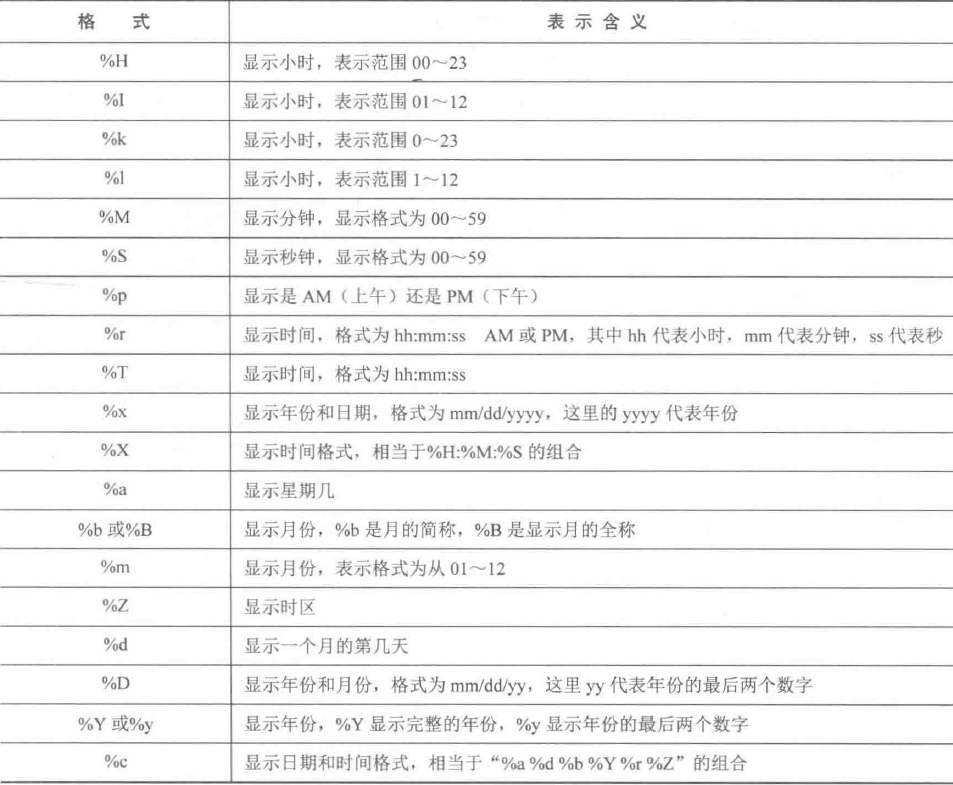 格 式 表 示 含 义
%H 显示小时，表示范围 00～23
%I 显示小时，表示范围 01～12
%k 显示小时，表示范围 0～23
%l 显示小时，表示范围 1～12
%M 显示分钟，显示格式为 00～59
%S 显示秒钟，显示格式为 00～59
%p 显示是 AM（上午）还是 PM（下午）
%r 显示时间，格式为 hh:mm:ss AM 或 PM，其中 hh 代表小时，mm 代表分钟，ss 代表秒
%T 显示时间，格式为 hh:mm:ss
%x 显示年份和日期，格式为 mm/dd/yyyy，这里的 yyyy 代表年份
%X 显示时间格式，相当于%H:%M:%S 的组合
%a 显示星期几
%b 或%B 显示月份，%b 是月的简称，%B 是显示月的全称
%m 显示月份，表示格式为从 01～12
%Z 显示时区
%d 显示一个月的第几天
%D 显示年份和月份，格式为 mm/dd/yy，这里 yy 代表年份的最后两个数字
%Y 或%y 显示年份，%Y 显示完整的年份，%y 显示年份的最后两个数字
%c 显示日期和时间格式，相当于“%a %d %b %Y %r %Z”的组合